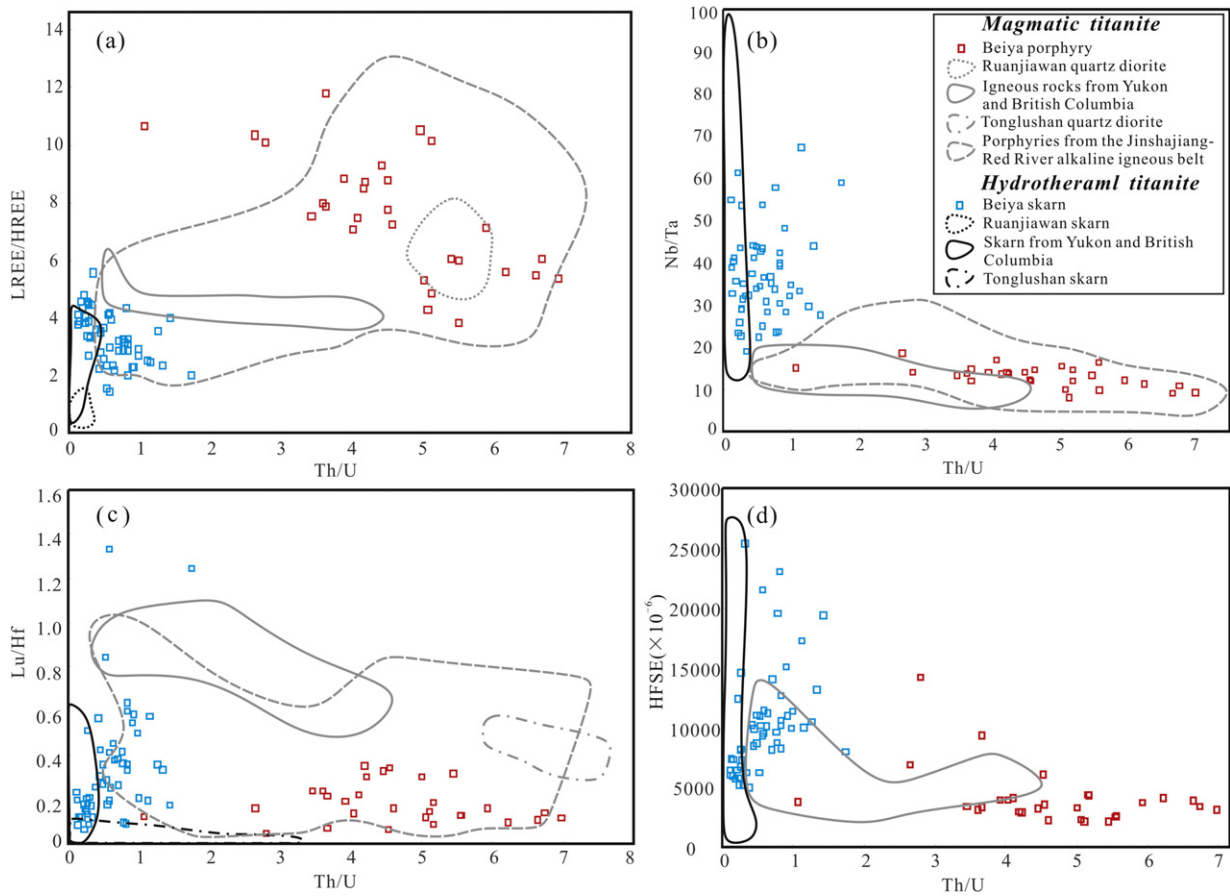 (a)
14
12
10
8
6
4
2
0
LREE/HREE
0 1 2 3 4 5 6 7 8
Th/U
(b)
100
90
80
70
60
50
40
30
20
10
0
Nb/Ta
0 1 2 3 4 5 6 7
Th/U
Magmatic titanite
Beiya porphyry
Ruanjiawan quartz diorite
Igneous rocks from Yukon
and British Columbia
Tonglushan quartz diorite
Porphyries from the Jinshajiang-
Red River alkaline igneous belt
Hydrotheraml titanite
Beiya skarn
Ruanjiawan skarn
Skarn from Yukon and British
Columbia
Tonglushan skarn
(c)
1.6
1.4
1.2
1.0
0.8
0.6
0.4
0.2
0
Lu/Hf
0 1 2 3 4 5 6 7 8
Th/U
(d)
30000
25000
20000
15000
10000
5000
0
HFSE(×10⁻⁶)
0 1 2 3 4 5 6 7
Th/U